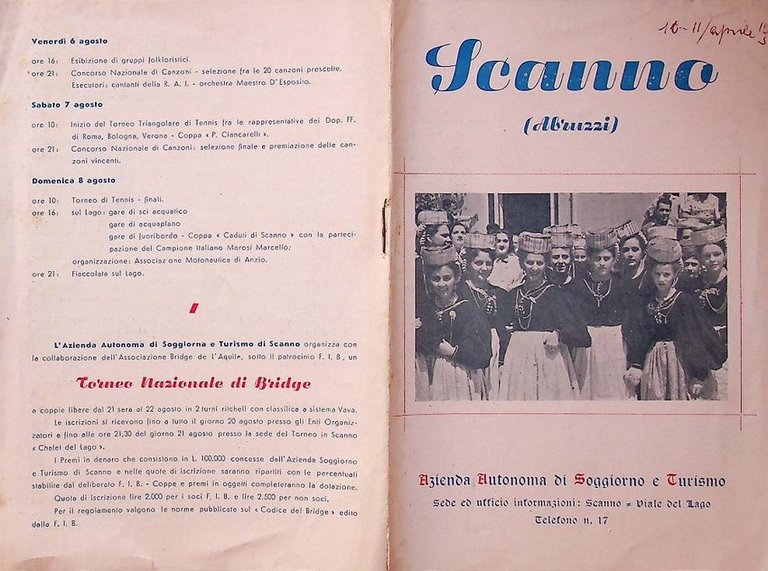 Venerdì 6 agosto
ore 16: Esibizione di gruppi folkloristici.
ore 21: Concorso Nazionale di Canzoni - selezione fra le 20 canzoni prescelte.
Esecutori: cantanti della R. A. I. - orchestra Maestro D'Esposito.
Sabato 7 agosto
ore 10: Inizio del Torneo Triangolare di Tennis fra le rappresentative dei Dop. FF.
di Roma, Bologna, Verona - Coppa « P. Ciancarelli ».
ore 21: Concorso Nazionale di Canzoni: selezione finale e premiazione delle can-
zoni vincenti.
Domenica 8 agosto
ore 10: Torneo di Tennis - finali.
ore 16: sul Lago: gare di sci acquatico
gare di acquaplano
gare di fuoribordo - Coppa « Caduti di Scanno » con la parteci-
pazione del Campione Italiano Marosi Marcello:
organizzazione: Associaz one Motonautica di Anzio.
ore 21: Fiaccolata sul Lago.
L'Azienda Autonoma di Soggiorna e Turismo di Scanno organizza con
la collaborazione dell'Associazione Bridge de L'Aquila, sotto il patrocinio F. I. B., un
Torneo Nazionale di Bridge
a coppie libere dal 21 sera al 22 agosto in 2 turni ritchell con classifica a sistema Vavà.
Le iscrizioni si ricevono fino a tutto il giorno 20 agosto presso gli Enti Organiz-
zatori e fino alle ore 21,30 del giorno 21 agosto presso la sede del Torneo in Scanno
« Chalet del Lago ».
I Premi in denaro che consistono in L. 100.000 concesse dall'Azienda Soggiorno
e Turismo di Scanno e nelle quote di iscrizione saranno ripartiti con le percentuali
stabilite dal deliberato F. I. B. - Coppe e premi in oggetti completeranno la dotazione.
Quota di iscrizione lire 2.000 per i soci F. I. B. e lire 2.500 per non soci.
Per il regolamento valgono le norme pubblicate sul « Codice del Bridge » edito
dalla F. I. B.
10-11/aprile
Scanno
(Abruzzi)
Azienda Autonoma di Soggiorno e Turismo
Sede ed ufficio informazioni: Scanno - Viale del Lago
Telefono n. 17